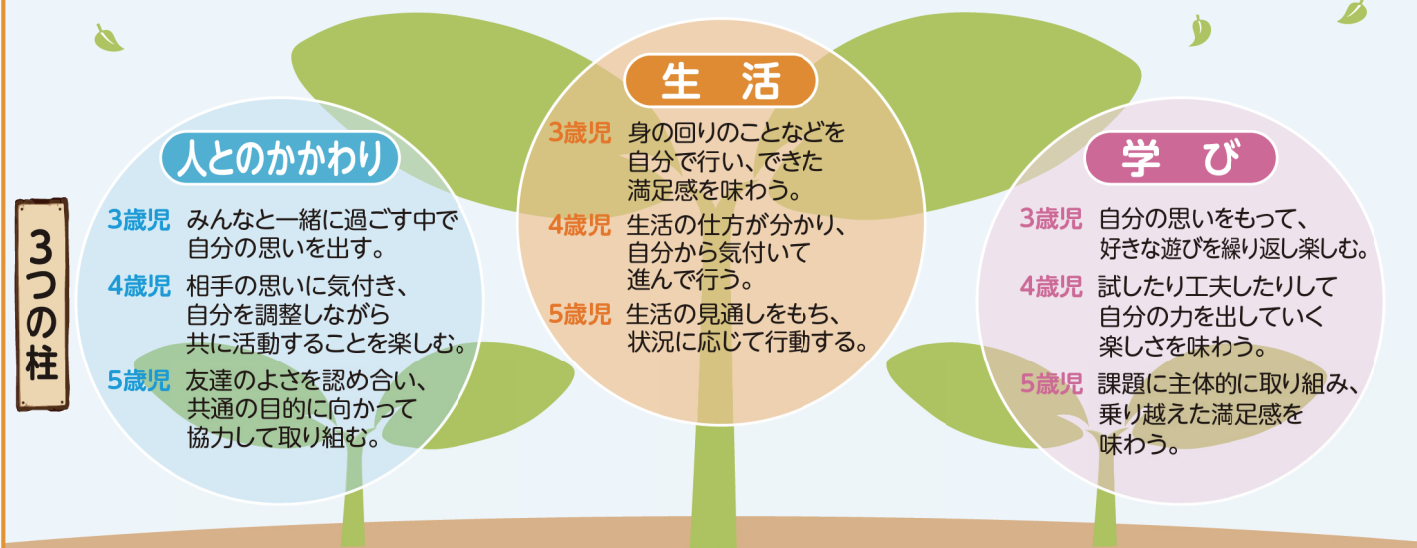 3つの柱
人とのかかわり
3歳児 みんなと一緒に過ごす中で
自分の思いを出す。
4歳児 相手の思いに気付き、
自分を調整しながら
共に活動することを楽しむ。
5歳児 友達のよさを認め合い、
共通の目的に向かって
協力して取り組む。
生 活
3歳児 身の回りのことなどを
自分で行い、できた
満足感を味わう。
4歳児 生活の仕方が分かり、
自分から気付いて
進んで行う。
5歳児 生活の見通しをもち、
状況に応じて行動する。
学 び
3歳児 自分の思いをもって、
好きな遊びを繰り返し楽しむ。
4歳児 試したり工夫したりして
自分の力を出していく
楽しさを味わう。
5歳児 課題に主体的に取り組み、
乗り越えた満足感を
味わう。